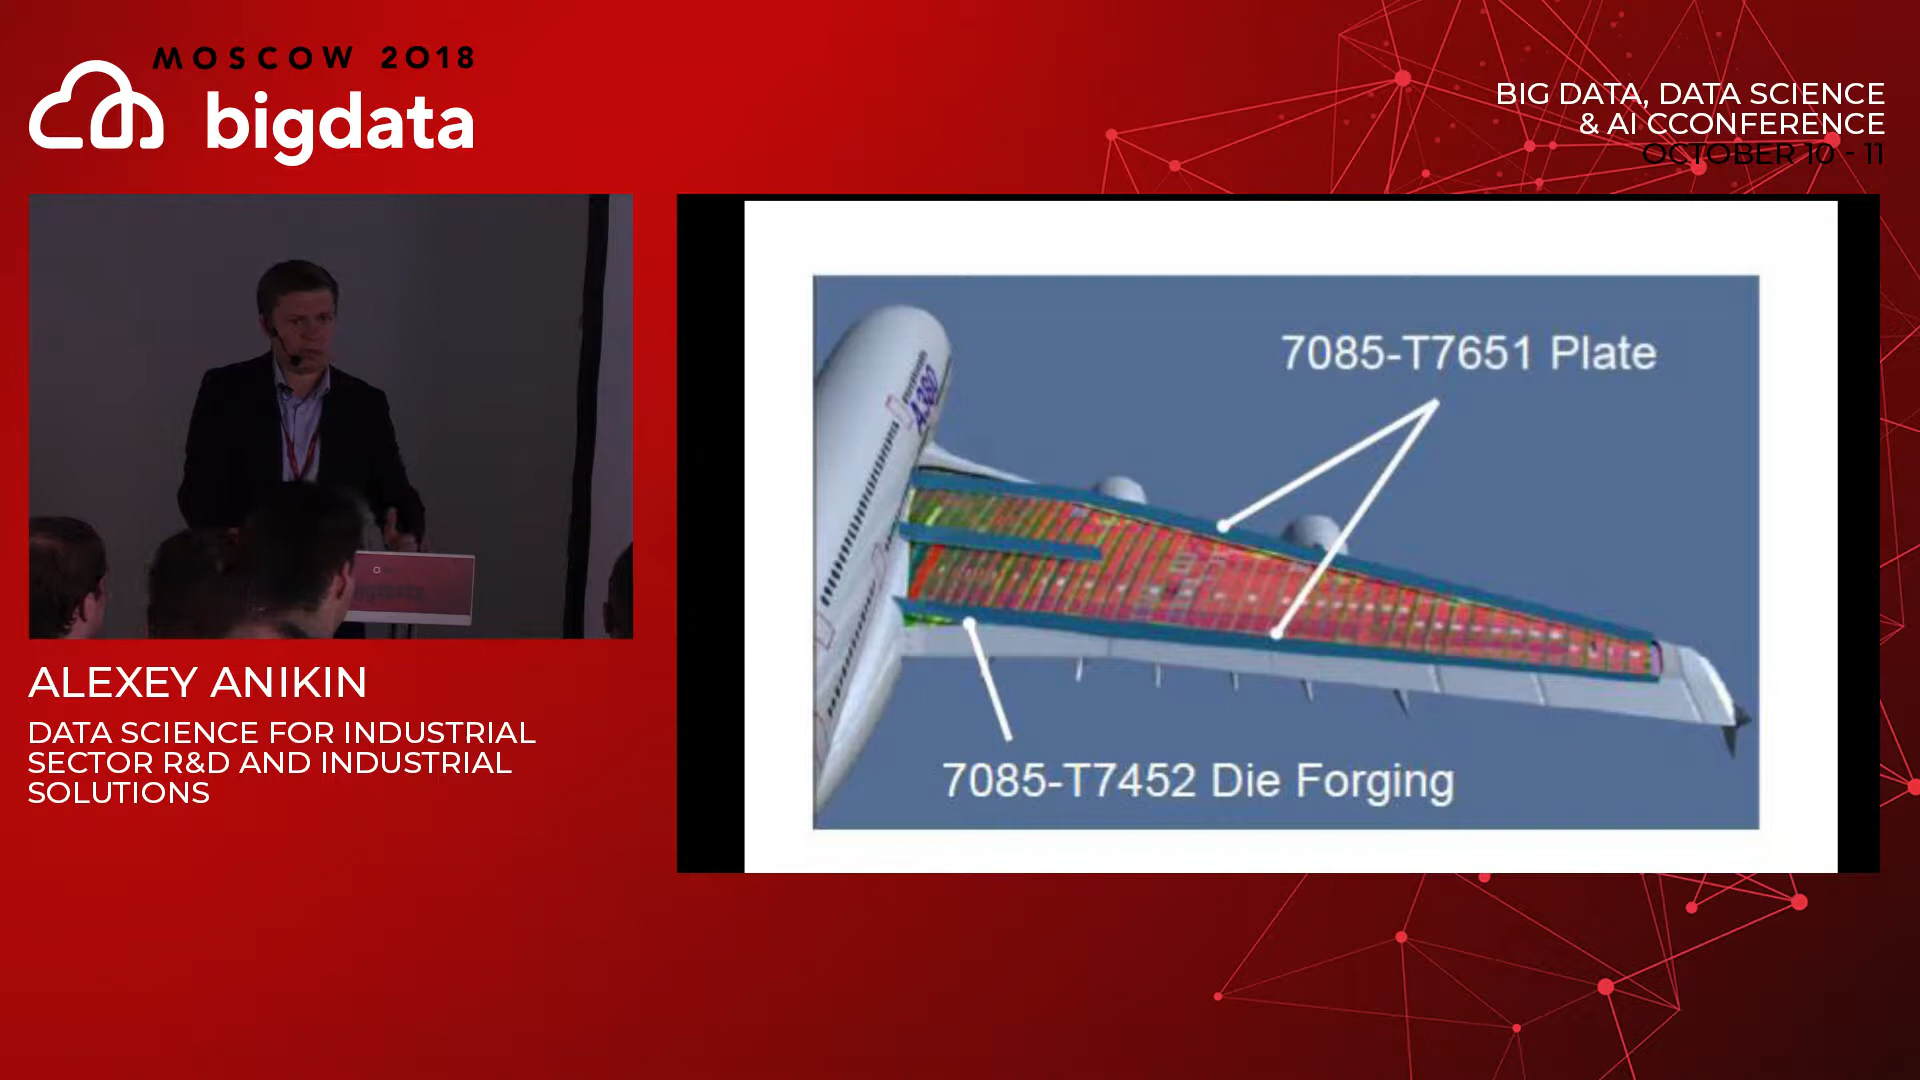 MOSCOW 2018
bigdata
BIG DATA, DATA SCIENCE
& AI CCONFERENCE
OCTOBER 10 - 11
A380
7085-T7651 Plate
7085-T7452 Die Forging
ALEXEY ANIKIN
DATA SCIENCE FOR INDUSTRIAL
SECTOR R&D AND INDUSTRIAL
SOLUTIONS